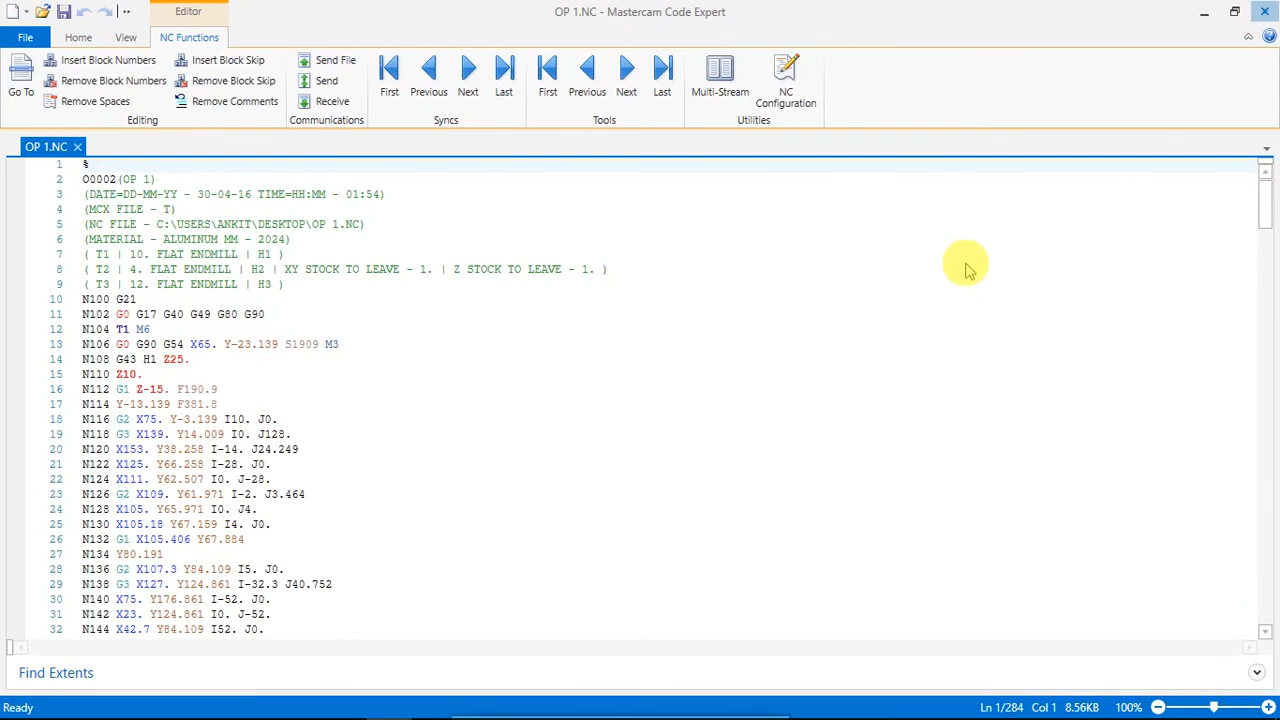 Editor
OP 1.NC - Mastercam Code Expert
File
Home
View
NC Functions
Go To
Insert Block Numbers
Remove Block Numbers
Remove Spaces
Insert Block Skip
Remove Block Skip
Remove Comments
Editing
Send File
Send
Receive
Communications
First
Previous
Next
Last
Syncs
First
Previous
Next
Last
Tools
Multi-Stream
NC
Configuration
Utilities
OP 1.NC
1 %
2 O0002(OP 1)
3 (DATE=DD-MM-YY - 30-04-16 TIME=HH:MM - 01:54)
4 (MCX FILE - T)
5 (NC FILE - C:\USERS\ANKIT\DESKTOP\OP 1.NC)
6 (MATERIAL - ALUMINUM MM - 2024)
7 ( T1 | 10. FLAT ENDMILL | H1 )
8 ( T2 | 4. FLAT ENDMILL | H2 | XY STOCK TO LEAVE - 1. | Z STOCK TO LEAVE - 1. )
9 ( T3 | 12. FLAT ENDMILL | H3 )
10 N100 G21
11 N102 G0 G17 G40 G49 G80 G90
12 N104 T1 M6
13 N106 G0 G90 G54 X65. Y-23.139 S1909 M3
14 N108 G43 H1 Z25.
15 N110 Z10.
16 N112 G1 Z-15. F190.9
17 N114 Y-13.139 F381.8
18 N116 G2 X75. Y-3.139 I10. J0.
19 N118 G3 X139. Y14.009 I0. J128.
20 N120 X153. Y38.258 I-14. J24.249
21 N122 X125. Y66.258 I-28. J0.
22 N124 X111. Y62.507 I0. J-28.
23 N126 G2 X109. Y61.971 I-2. J3.464
24 N128 X105. Y65.971 I0. J4.
25 N130 X105.18 Y67.159 I4. J0.
26 N132 G1 X105.406 Y67.884
27 N134 Y80.191
28 N136 G2 X107.3 Y84.109 I5. J0.
29 N138 G3 X127. Y124.861 I-32.3 J40.752
30 N140 X75. Y176.861 I-52. J0.
31 N142 X23. Y124.861 I0. J-52.
32 N144 X42.7 Y84.109 I52. J0.
Find Extents
Ready
Ln 1/284 Col 1 8.56KB 100%